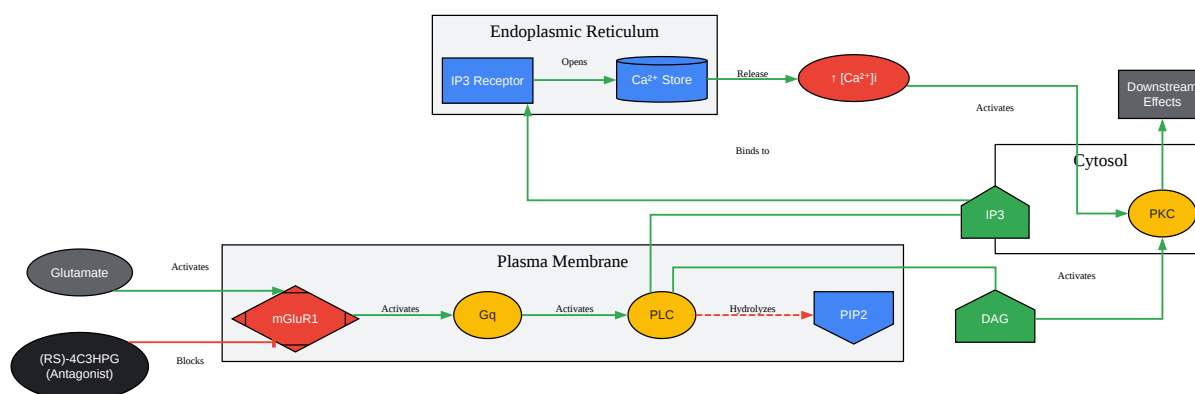 Endoplasmic Reticulum
IP3 Receptor
Opens
Ca²⁺ Store
Release
↑ [Ca²⁺]i
Activates
Downstream
Effects
Binds to
Cytosol
IP3
PKC
Plasma Membrane
Glutamate
Activates
mGluR1
Activates
Gq
Activates
PLC
Hydrolyzes
PIP2
Activates
DAG
(RS)-4C3HPG
(Antagonist)
Blocks